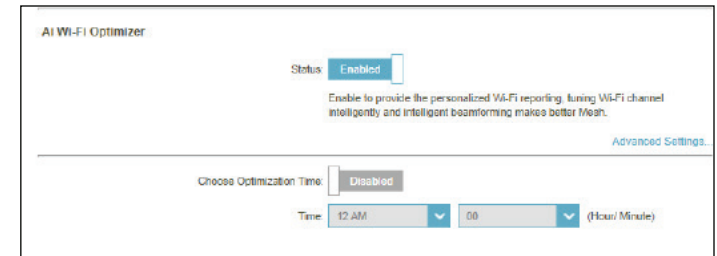 AI Wi-Fi Optimizer
Status: Enabled
Enable to provide the personalized Wi-Fi reporting, tuning Wi-Fi channel
intelligently and intelligent beamforming makes better Mesh.
Advanced Settings...
Choose Optimization Time: Disabled
Time: 12 AM 00 (Hour/ Minute)